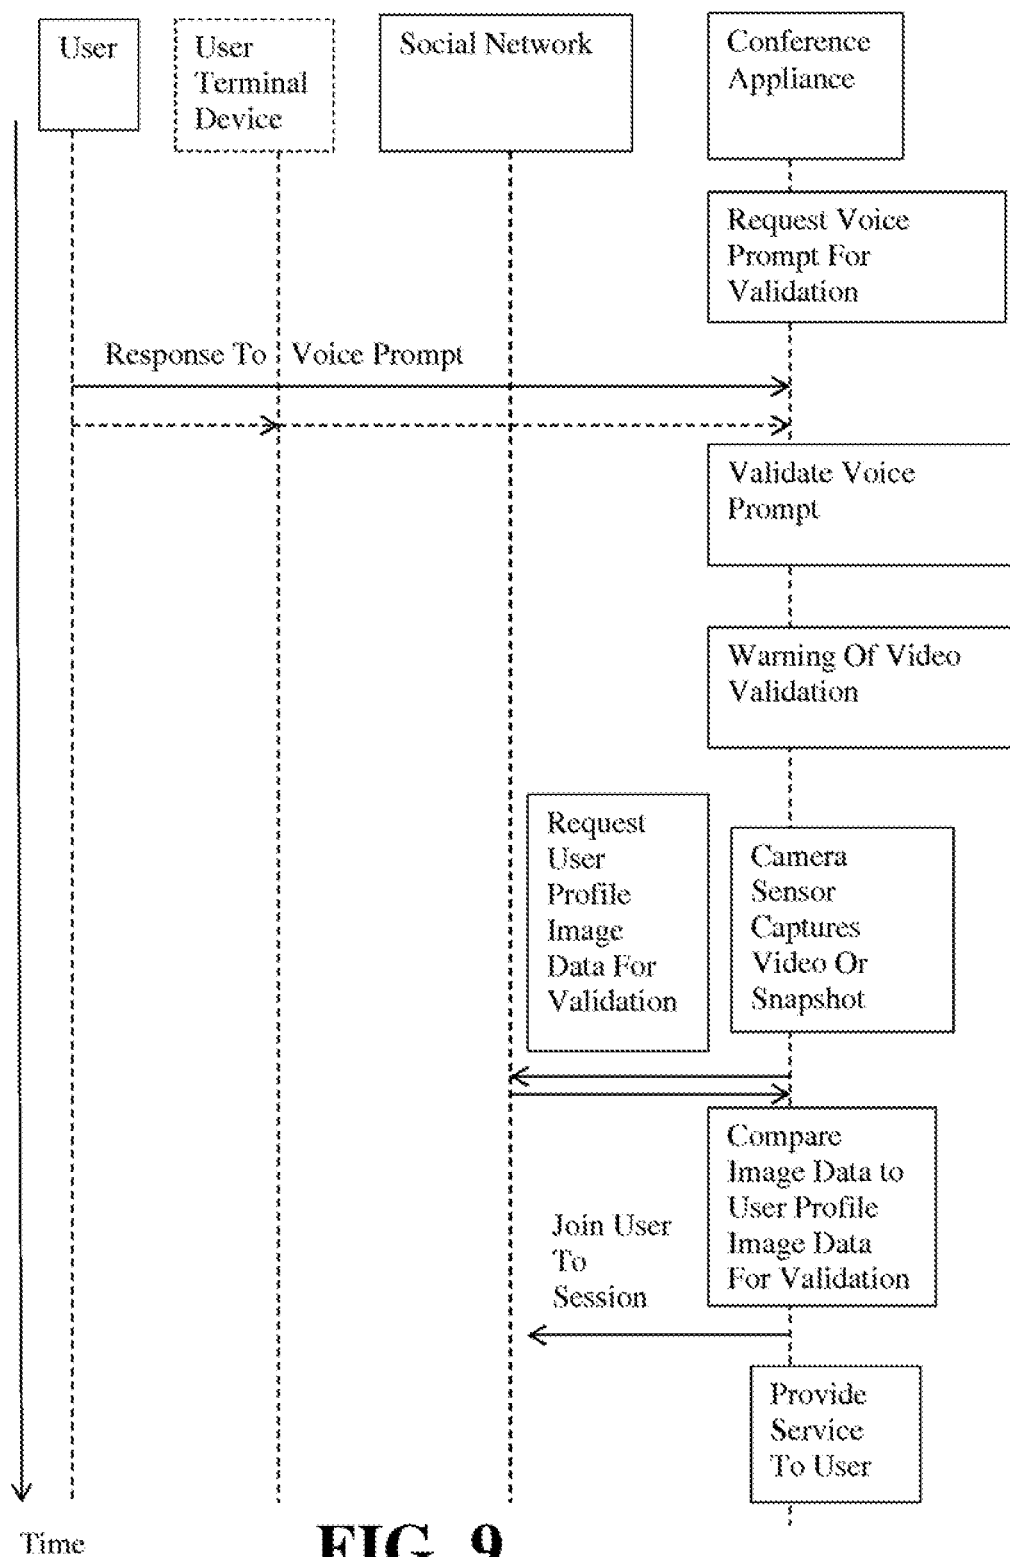 User
User
Terminal
Device
Social Network
Conference
Appliance
Request Voice
Prompt For
Validation
Response To Voice Prompt
Validate Voice
Prompt
Warning Of Video
Validation
Request
User
Profile
Image
Data For
Validation
Camera
Sensor
Captures
Video Or
Snapshot
Compare
Image Data to
User Profile
Image Data
For Validation
Join User
To
Session
Provide
Service
To User
Time
FIG. 9